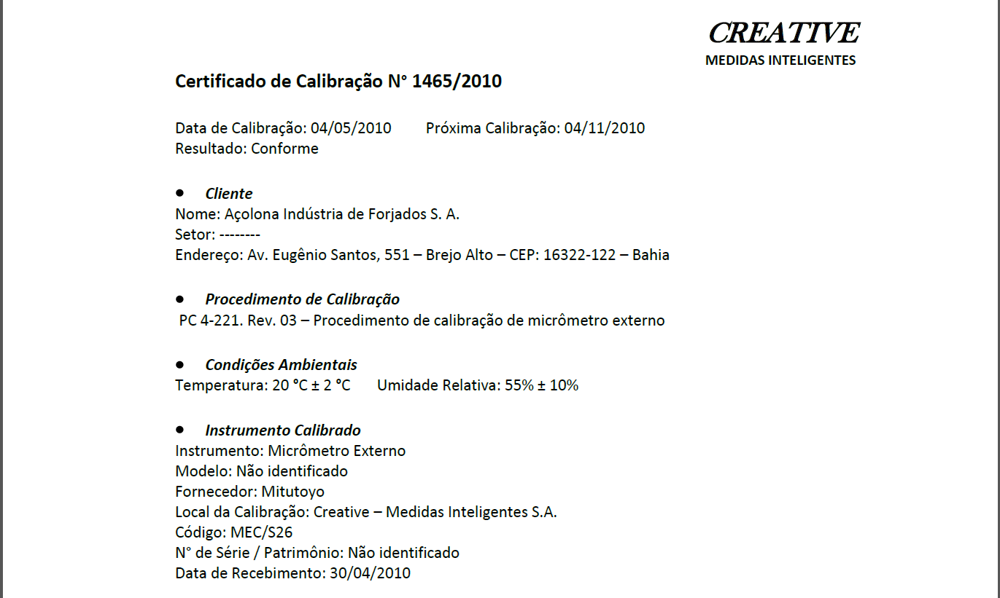 CREATIVE
MEDIDAS INTELIGENTES
Certificado de Calibração N° 1465/2010
Data de Calibração: 04/05/2010 Próxima Calibração: 04/11/2010
Resultado: Conforme
• Cliente
Nome: Açolona Indústria de Forjados S. A.
Setor: --------
Endereço: Av. Eugênio Santos, 551 – Brejo Alto – CEP: 16322-122 – Bahia
• Procedimento de Calibração
PC 4-221. Rev. 03 – Procedimento de calibração de micrômetro externo
• Condições Ambientais
Temperatura: 20 °C ± 2 °C Umidade Relativa: 55% ± 10%
• Instrumento Calibrado
Instrumento: Micrômetro Externo
Modelo: Não identificado
Fornecedor: Mitutoyo
Local da Calibração: Creative – Medidas Inteligentes S.A.
Código: MEC/S26
N° de Série / Patrimônio: Não identificado
Data de Recebimento: 30/04/2010